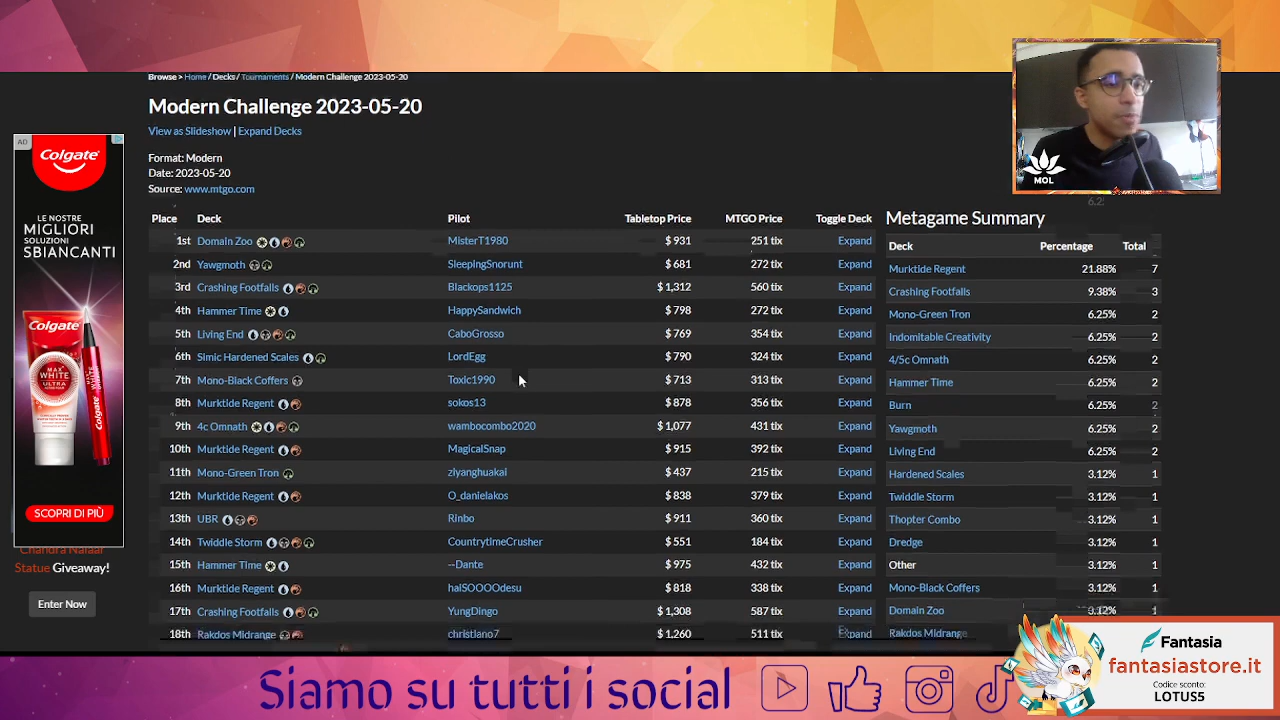 Browse > Home / Decks / Tournaments / Modern Challenge 2023-05-20
Modern Challenge 2023-05-20
View as Slideshow | Expand Decks
Format: Modern
Date: 2023-05-20
Source: www.mtgo.com
Place Deck Pilot Tabletop Price MTGO Price Toggle Deck
1st Domain Zoo MisterT1980 $ 931 251 tix Expand
2nd Yawgmoth SleepingSnorunt $ 681 272 tix Expand
3rd Crashing Footfalls Blackops1125 $ 1,312 560 tix Expand
4th Hammer Time HappySandwich $ 798 272 tix Expand
5th Living End CaboGrosso $ 769 354 tix Expand
6th Simic Hardened Scales LordEgg $ 790 324 tix Expand
7th Mono-Black Coffers Toxic1990 $ 713 313 tix Expand
8th Murktide Regent sokos13 $ 878 356 tix Expand
9th 4c Omnath wambocombo2020 $ 1,077 431 tix Expand
10th Murktide Regent MagicalSnap $ 915 392 tix Expand
11th Mono-Green Tron ziyanghuakai $ 437 215 tix Expand
12th Murktide Regent O_danielakos $ 838 379 tix Expand
13th UBR Rinbo $ 911 360 tix Expand
14th Twiddle Storm CountrytimeCrusher $ 551 184 tix Expand
15th Hammer Time --Dante $ 975 432 tix Expand
16th Murktide Regent halSOOOOdesu $ 818 338 tix Expand
17th Crashing Footfalls YungDingo $ 1,308 587 tix Expand
18th Rakdos Midrange christiano7 $ 1,260 511 tix Expand
Metagame Summary
Deck Percentage Total
Murktide Regent 21.88% 7
Crashing Footfalls 9.38% 3
Mono-Green Tron 6.25% 2
Indomitable Creativity 6.25% 2
4/5c Omnath 6.25% 2
Hammer Time 6.25% 2
Burn 6.25% 2
Yawgmoth 6.25% 2
Living End 6.25% 2
Hardened Scales 3.12% 1
Twiddle Storm 3.12% 1
Thopter Combo 3.12% 1
Dredge 3.12% 1
Other 3.12% 1
Mono-Black Coffers 3.12% 1
Domain Zoo 3.12% 1
Rakdos Midrange
AD
Colgate
LE NOSTRE
MIGLIORI
SOLUZIONI
SBIANCANTI
Colgate
MAX
WHITE
ULTRA
SCOPRI DI PIÙ
Chandra Nalaar
Statue Giveaway!
Enter Now
MOL
Siamo su tutti i social
Fantasia
fantasiastore.it
Codice sconto:
LOTUS5